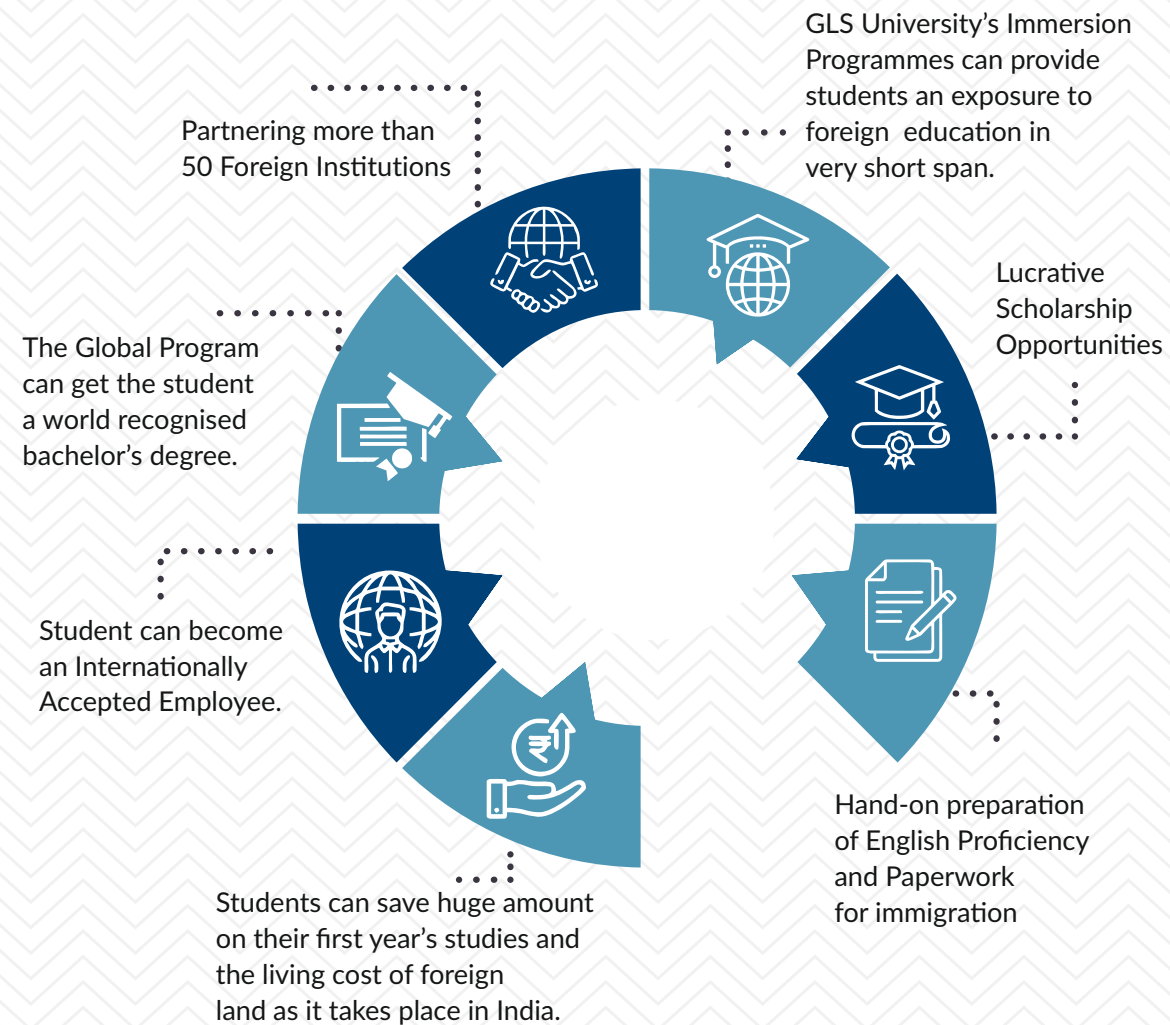 GLS University’s Immersion
Programmes can provide
students an exposure to
foreign education in
very short span.
Partnering more than
50 Foreign Institutions
Lucrative
Scholarship
Opportunities
The Global Program
can get the student
a world recognised
bachelor’s degree.
Student can become
an Internationally
Accepted Employee.
₹
Hand-on preparation
of English Proficiency
and Paperwork
for immigration
Students can save huge amount
on their first year’s studies and
the living cost of foreign
land as it takes place in India.